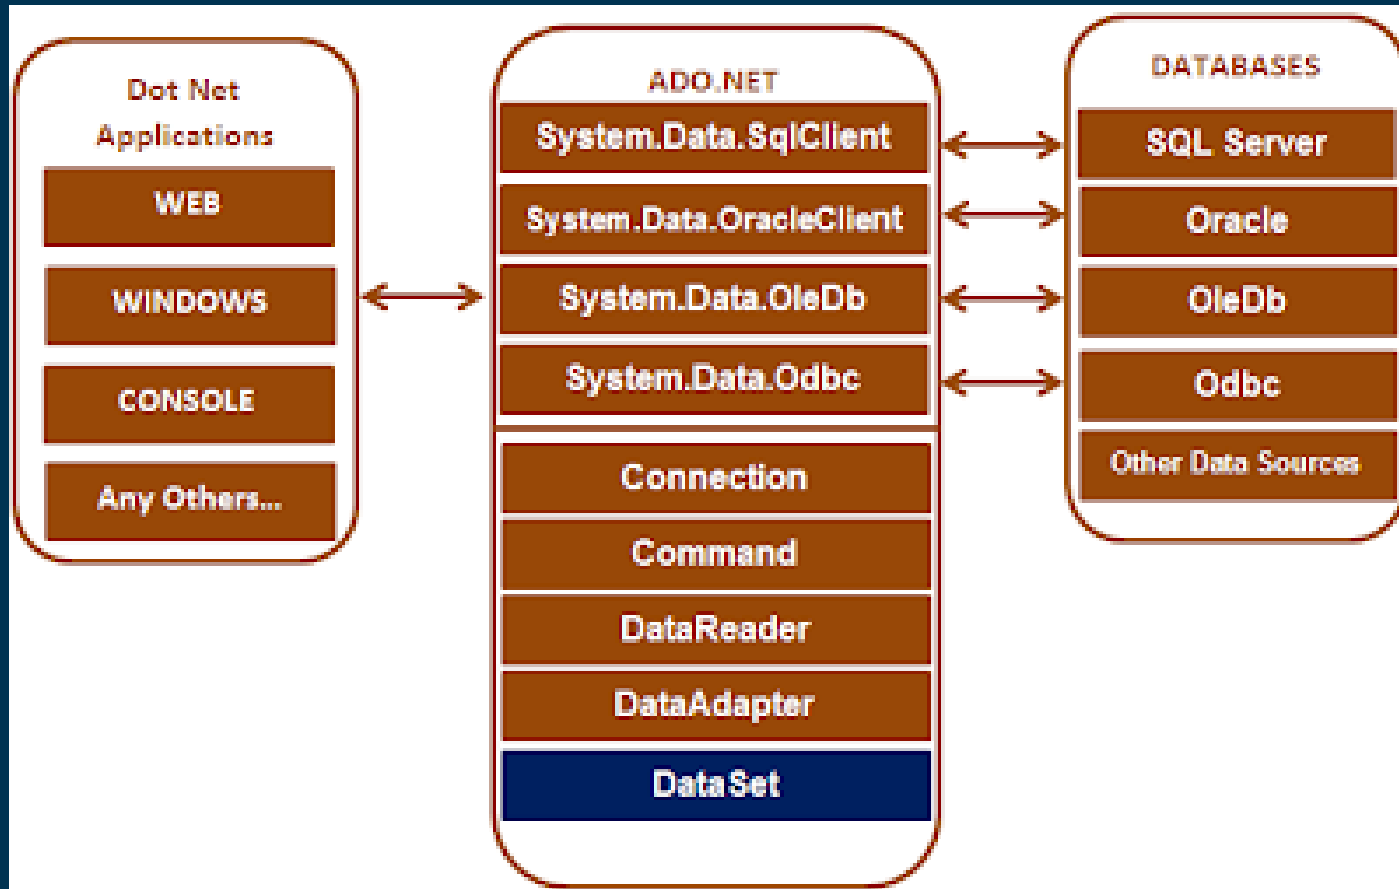 Dot Net
Applications
WEB
WINDOWS
CONSOLE
Any Others...
ADO.NET
System.Data.SqlClient
System.Data.OracleClient
System.Data.OleDb
System.Data.Odbc
Connection
Command
DataReader
DataAdapter
DataSet
DATABASES
SQL Server
Oracle
OleDb
Odbc
Other Data Sources